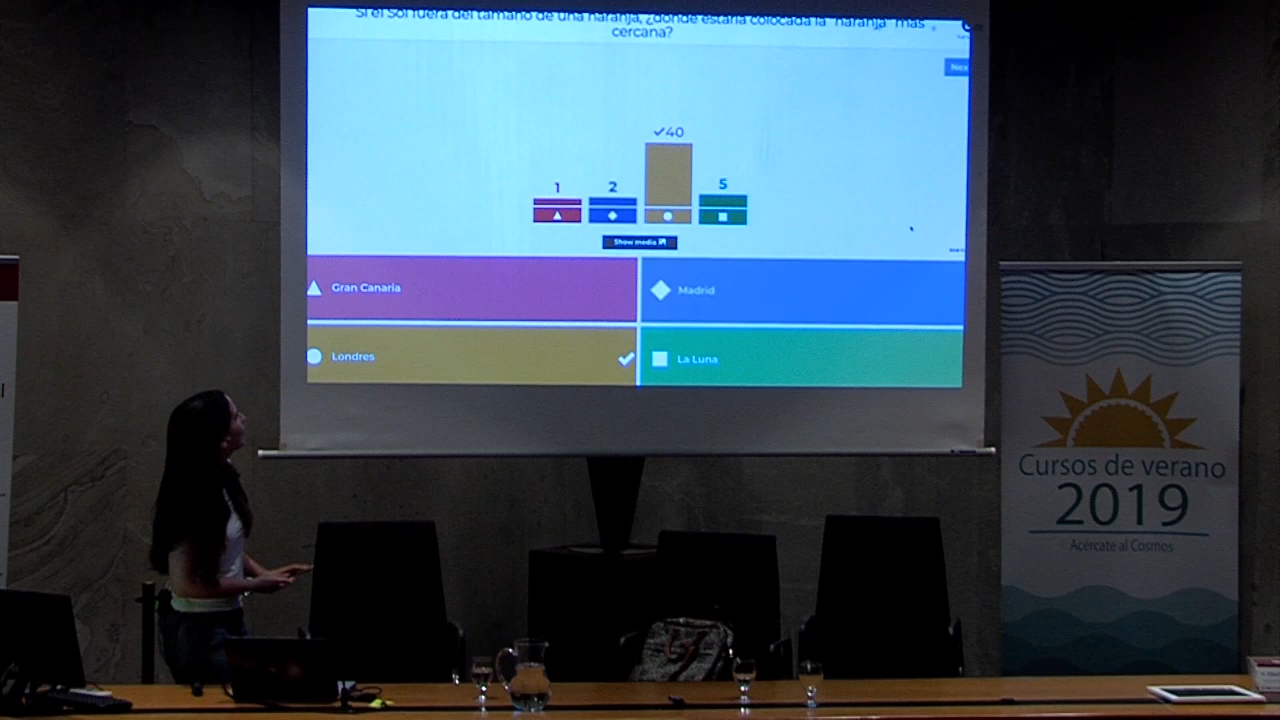 Si el Sol fuera del tamaño de una naranja, ¿dónde estaría colocada la "naranja" más
cercana?
Nex
✓40
1
2
5
Show media
Gran Canaria
Madrid
Londres
La Luna
Cursos de verano
2019
Acércate al Cosmos